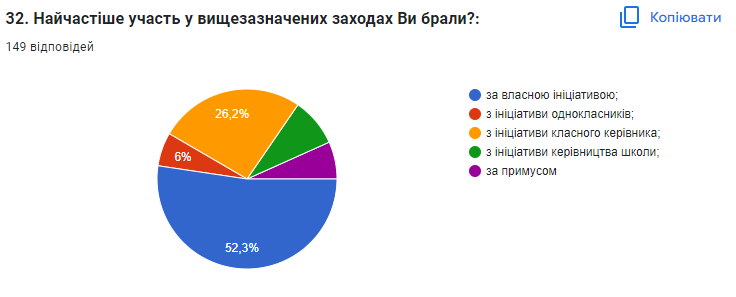 32. Найчастіше участь у вищезазначених заходах Ви брали?:
Копіювати
149 відповідей
26,2%
6%
52,3%
за власною ініціативою;
з ініціативи однокласників;
з ініціативи класного керівника;
з ініціативи керівництва школи;
за примусом